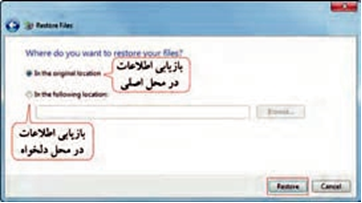 Restore Files
Where do you want to restore your files?
In the original location
بازیابی اطلاعات
در محل اصلی
In the following location:
Browse...
بازیابی اطلاعات
در محل دلخواه
Restore
Cancel